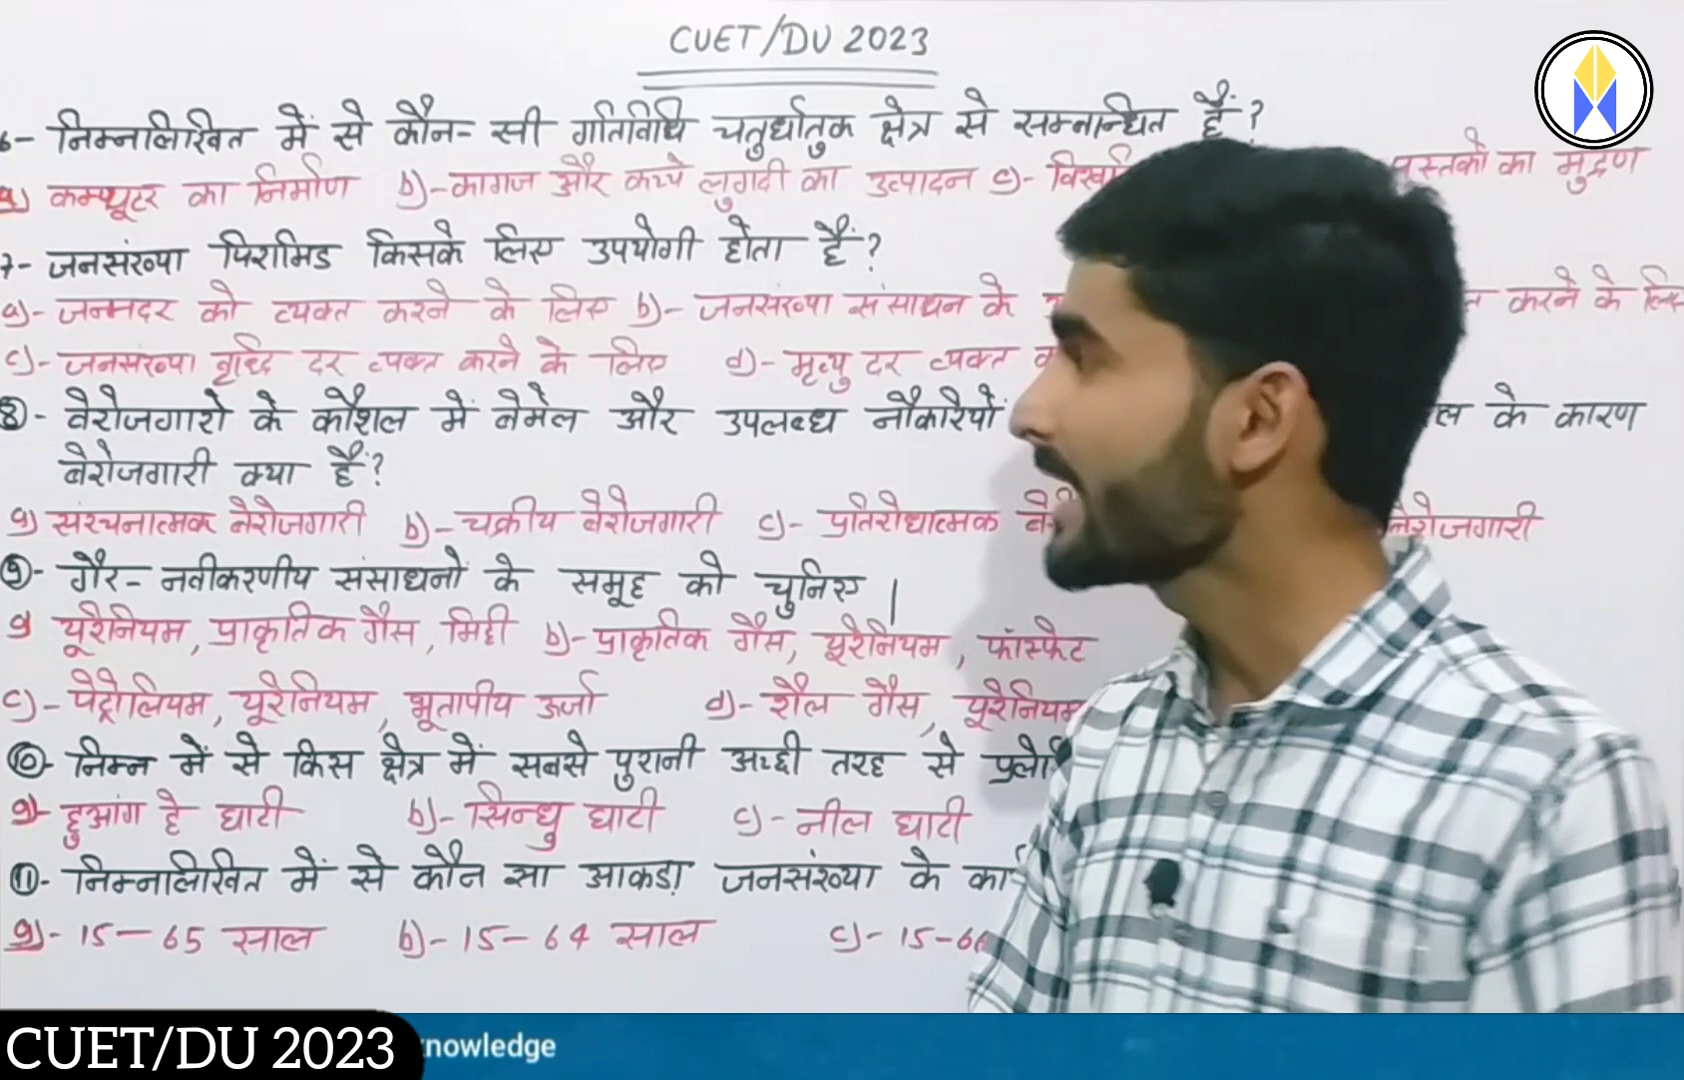 CUET/DU 2023
6- निम्नलिखित में से कौन-सी गतिविधि चतुर्धातुक क्षेत्र से सम्नान्धित हैं?
a) कम्प्यूटर का निर्माण b)- कागज और कच्चे लुगदी का उत्पादन c)- पुस्तकों का मुद्रण
7- जनसंख्या पिरामिड किसके लिए उपयोगी होता हैं?
a)- जन्मदर को व्यक्त करने के लिए b)- जनसंख्या संसाधन के करने के लिए
c)- जनसंख्या वृध्दि दर व्यक्त करने के लिए d)- मृत्यु दर व्यक्त
8- वेरोजगारो के कौशल में बेमेल और उपलब्ध नौकरियों के कारण
बेरोजगारी क्या हैं?
a) संरचनात्मक बेरोजगारी b)- चक्रीय बेरोजगारी c)- प्रतिरोधात्मक बेरोजगारी
9- गैर-नवीकरणीय संसाधनो के समूह को चुनिए।
a) यूरेनियम, प्राकृतिक गैस, मिट्टी b)- प्राकृतिक गैस, यूरेनियम, फॉस्फेट
c)- पेट्रोलियम, यूरेनियम, भूतापीय ऊर्जा d)- शैल गैस, यूरेनियम
10- निम्न में से किस क्षेत्र में सबसे पुरानी अच्छी तरह से
a)- हुआंग हे घाटी b)- सिन्धु घाटी c)- नील घाटी
11- निम्नलिखित में से कौन सा आकडा़ जनसंख्या के
a)- 15-65 साल b)- 15-64 साल c)- 15-
CUET/DU 2023 nowledge